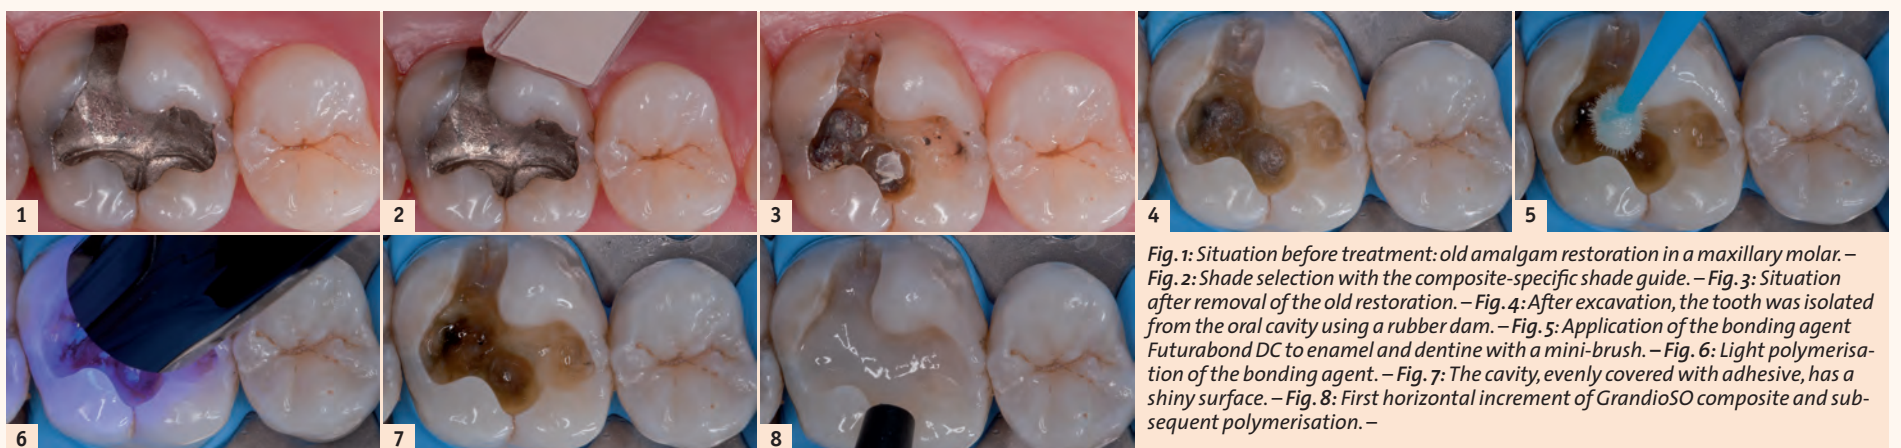 1
2
3
4
5
6
7
8
Fig. 1: Situation before treatment: old amalgam restoration in a maxillary molar. –
Fig. 2: Shade selection with the composite-specific shade guide. – Fig. 3: Situation
after removal of the old restoration. – Fig. 4: After excavation, the tooth was isolated
from the oral cavity using a rubber dam. – Fig. 5: Application of the bonding agent
Futurabond DC to enamel and dentine with a mini-brush. – Fig. 6: Light polymerisa-
tion of the bonding agent. – Fig. 7: The cavity, evenly covered with adhesive, has a
shiny surface. – Fig. 8: First horizontal increment of GrandioSO composite and sub-
sequent polymerisation. –